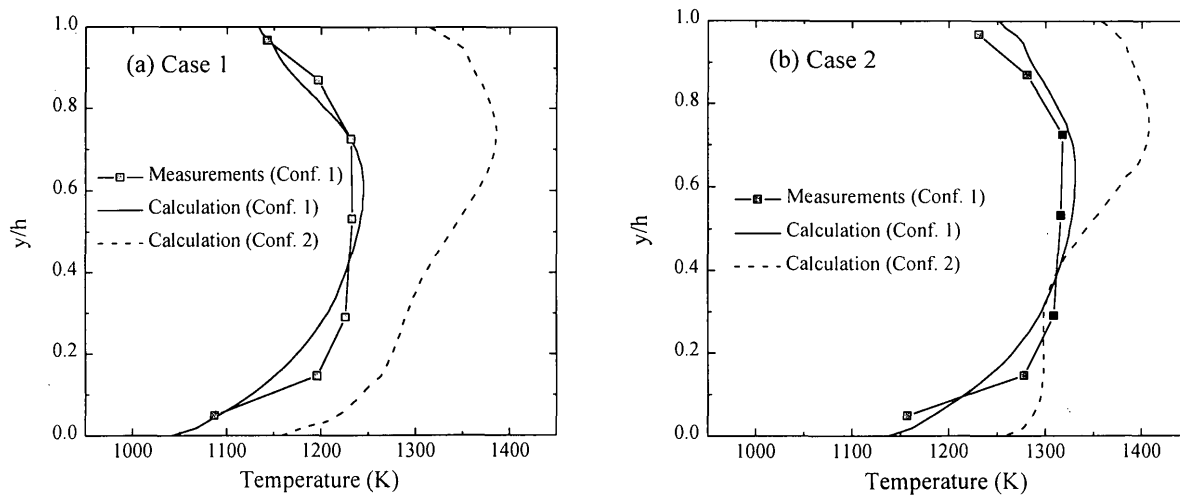 (a) Case 1
1.0
0.8
0.6
0.4
0.2
0.0
y/h
Measurements (Conf. 1)
Calculation (Conf. 1)
Calculation (Conf. 2)
1000 1100 1200 1300 1400
Temperature (K)
(b) Case 2
1.0
0.8
0.6
0.4
0.2
0.0
y/h
Measurements (Conf. 1)
Calculation (Conf. 1)
Calculation (Conf. 2)
1000 1100 1200 1300 1400
Temperature (K)